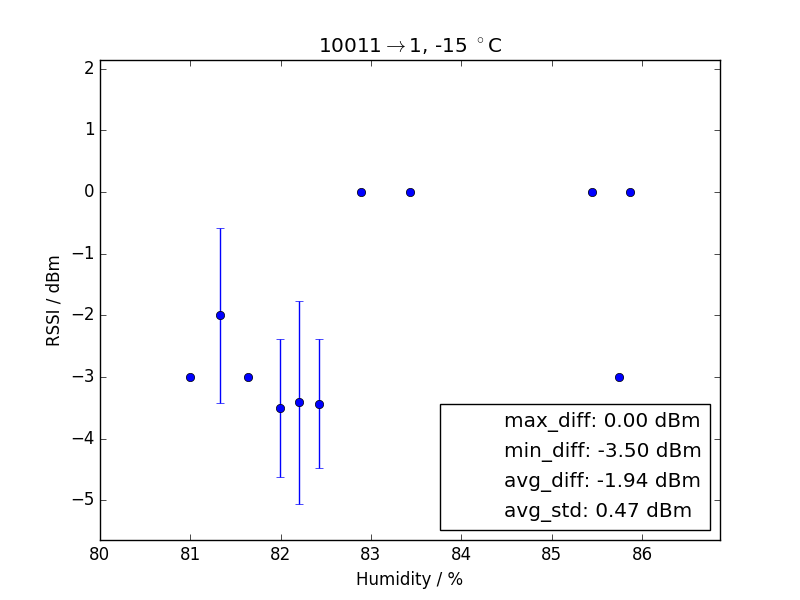 10011→1, -15 °C
2
1
0
−1
−2
−3
−4
−5
RSSI / dBm
max_diff: 0.00 dBm
min_diff: -3.50 dBm
avg_diff: -1.94 dBm
avg_std: 0.47 dBm
80 81 82 83 84 85 86
Humidity / %